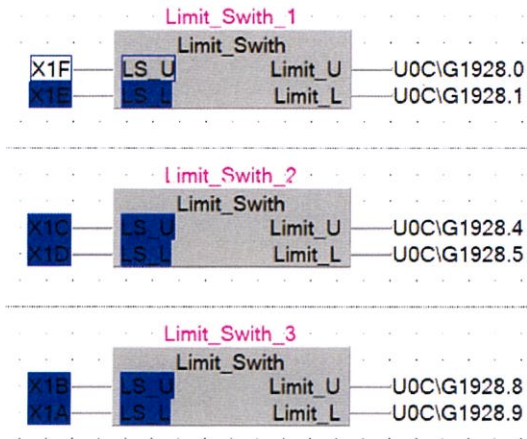 Limit_Swith_1
Limit_Swith
X1F LS_U Limit_U U0C\G1928.0
X1E LS_L Limit_L U0C\G1928.1
Limit_Swith_2
Limit_Swith
X1C LS_U Limit_U U0C\G1928.4
X1D LS_L Limit_L U0C\G1928.5
Limit_Swith_3
Limit_Swith
X1B LS_U Limit_U U0C\G1928.8
X1A LS_L Limit_L U0C\G1928.9